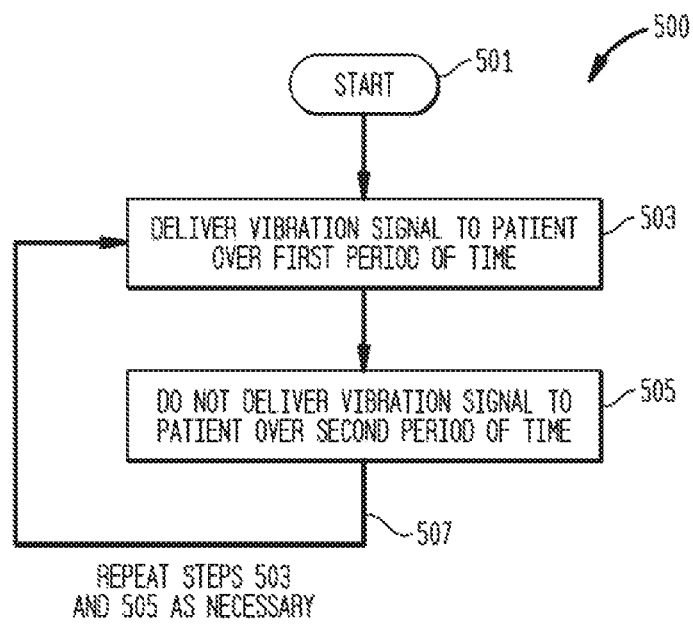 500
START
501
DELIVER VIBRATION SIGNAL TO PATIENT
OVER FIRST PERIOD OF TIME
503
DO NOT DELIVER VIBRATION SIGNAL TO
PATIENT OVER SECOND PERIOD OF TIME
505
507
REPEAT STEPS 503
AND 505 AS NECESSARY